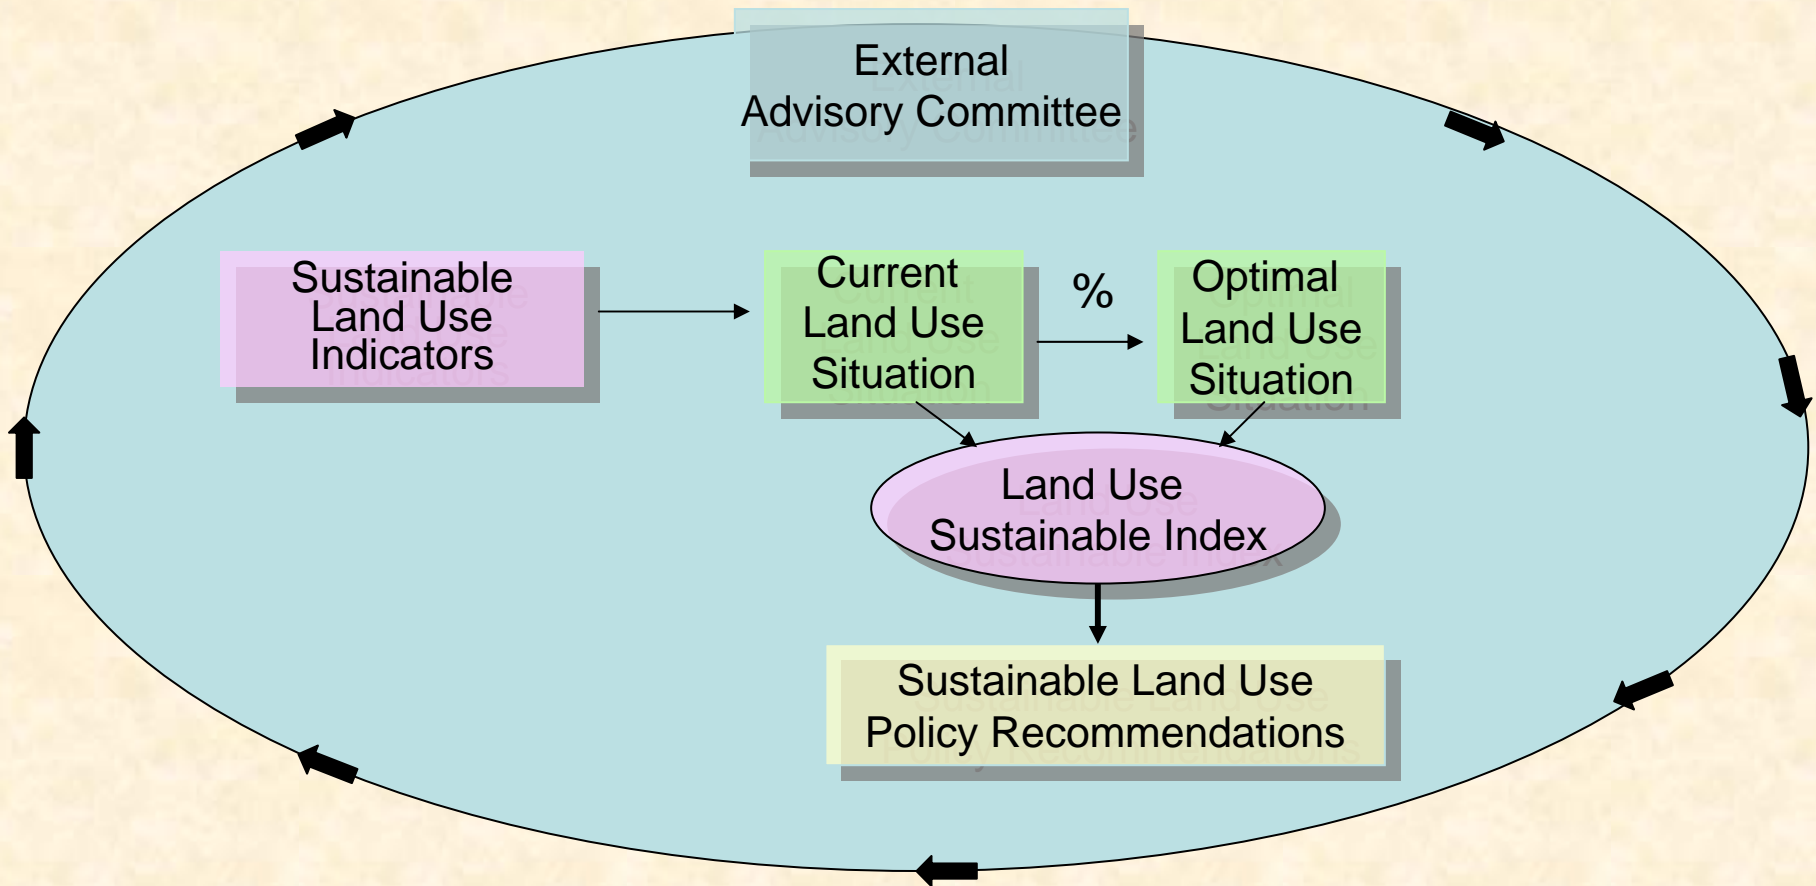 External
Advisory Committee
Sustainable
Land Use
Indicators
Current
Land Use
Situation
%
Optimal
Land Use
Situation
Land Use
Sustainable Index
Sustainable Land Use
Policy Recommendations